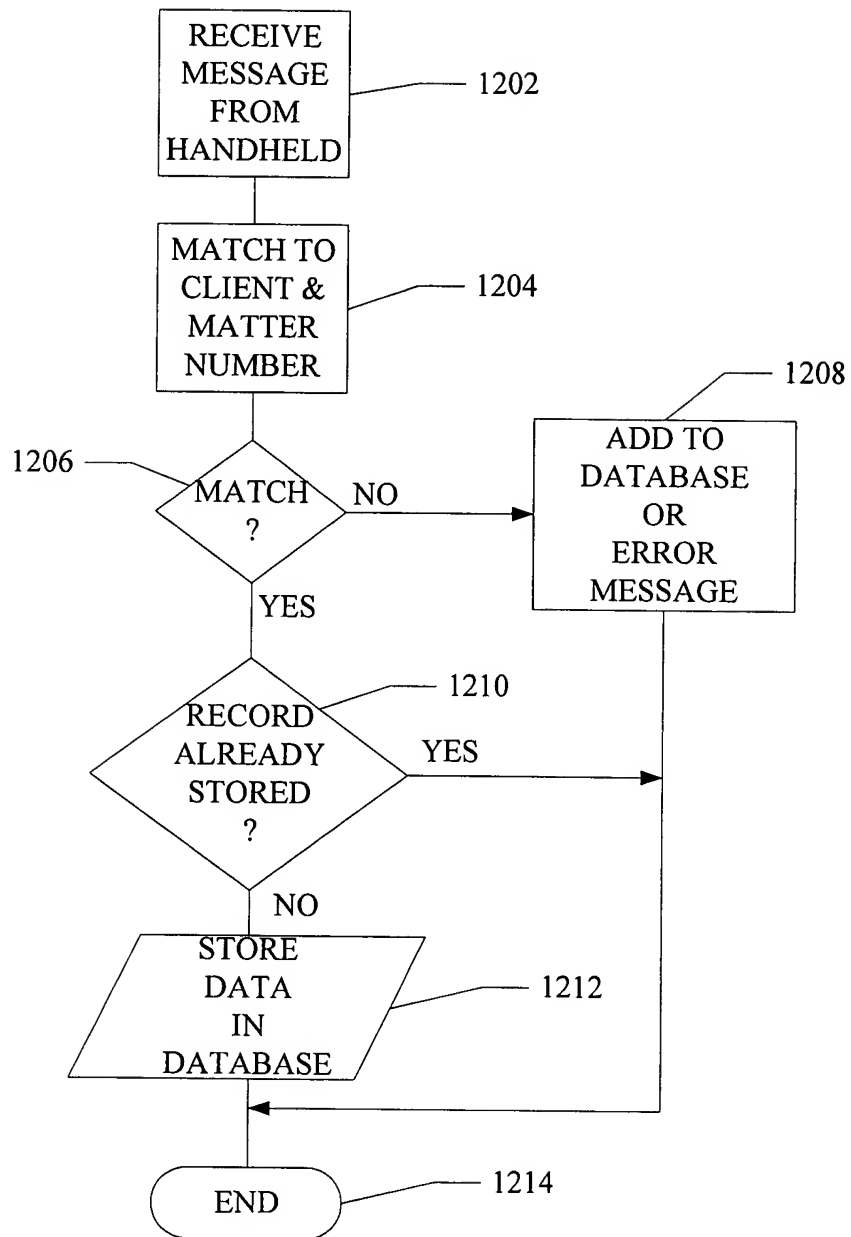 RECEIVE
MESSAGE
FROM
HANDHELD
1202
MATCH TO
CLIENT &
MATTER
NUMBER
1204
1206
MATCH
?
NO
YES
1208
ADD TO
DATABASE
OR
ERROR
MESSAGE
1210
RECORD
ALREADY
STORED
?
YES
NO
STORE
DATA
IN
DATABASE
1212
END
1214